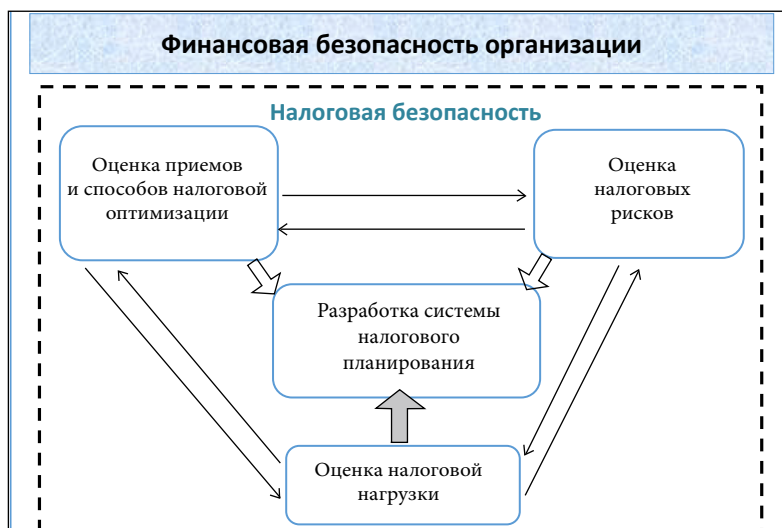 Финансовая безопасность организации
Налоговая безопасность
Оценка приемов
и способов налоговой
оптимизации
Оценка
налоговых
рисков
Разработка системы
налогового
планирования
Оценка налоговой
нагрузки